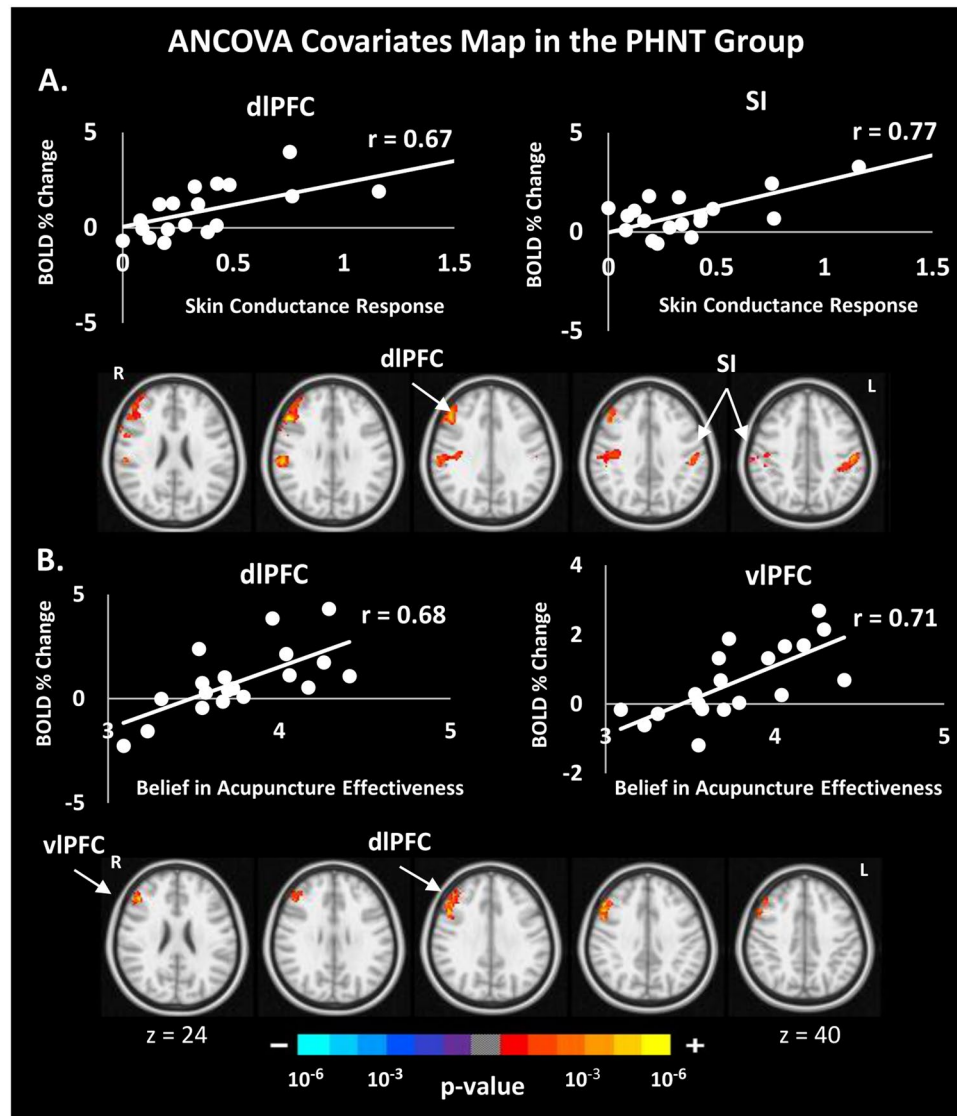 ANCOVA Covariates Map in the PHNT Group
A.
dlPFC
5
r = 0.67
BOLD % Change
0
0 0.5 1 1.5
Skin Conductance Response
-5
SI
5
r = 0.77
BOLD % Change
0
0 0.5 1 1.5
Skin Conductance Response
-5
dlPFC
SI
R
L
B.
dlPFC
5
r = 0.68
BOLD % Change
0
3 4 5
-5
Belief in Acupuncture Effectiveness
vlPFC
4
r = 0.71
2
BOLD % Change
0
3 4 5
-2
Belief in Acupuncture Effectiveness
vlPFC
dlPFC
R
L
z = 24
z = 40
− +
10-6 10-3 10-3 10-6
p-value